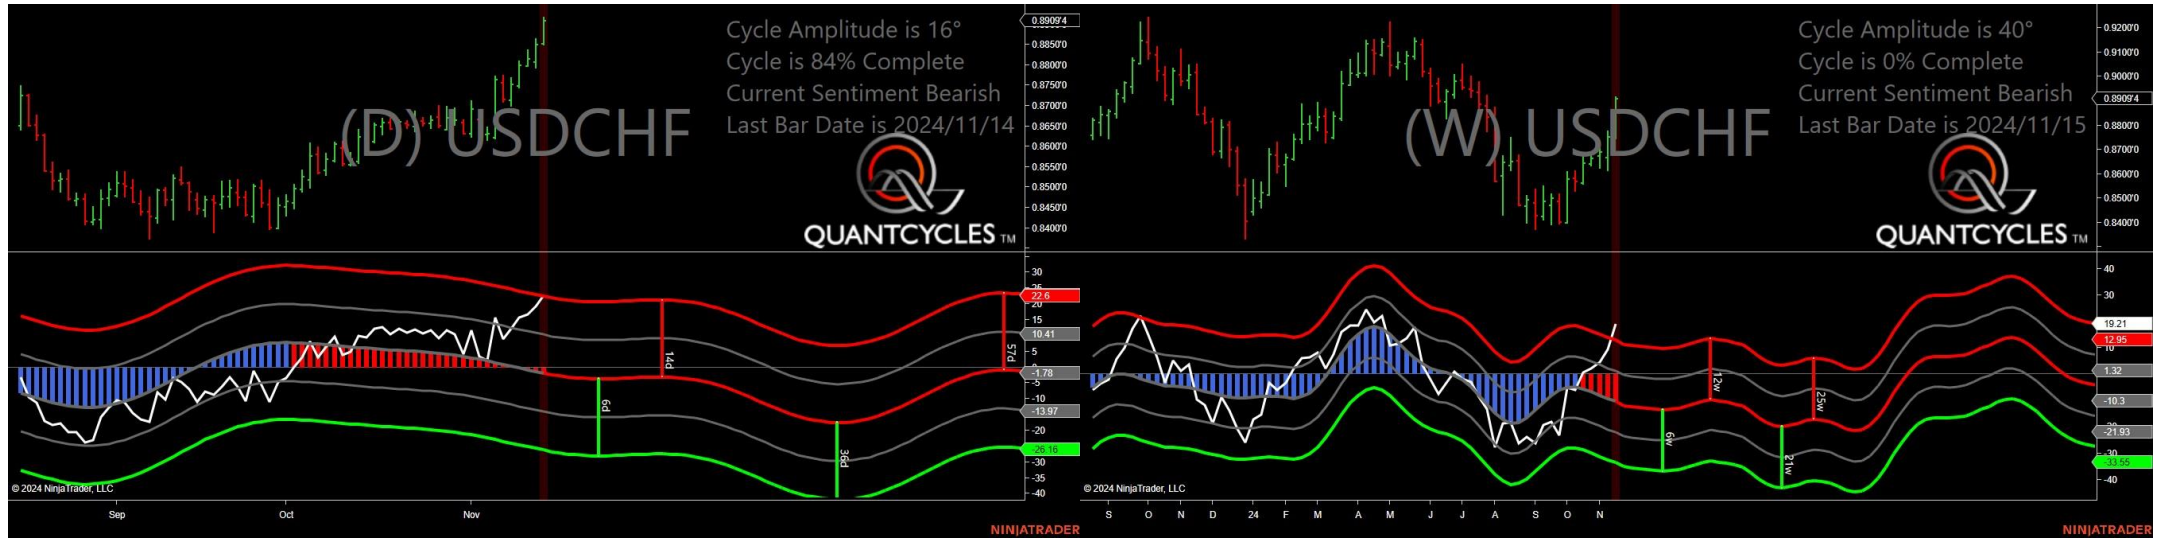 Cycle Amplitude is 16°
Cycle is 84% Complete
Current Sentiment Bearish
Last Bar Date is 2024/11/14
(D) USDCHF
QUANTCYCLES TM
0.8909'4
0.8850'0
0.8800'0
0.8750'0
0.8700'0
0.8650'0
0.8600'0
0.8550'0
0.8500'0
0.8450'0
0.8400'0
30
22.6
20
15
10.41
5
-1.78
-5
-10
-13.97
-20
-26.16
-30
-35
-40
6d
14d
36d
57d
© 2024 NinjaTrader, LLC
Sep Oct Nov
NINJATRADER
Cycle Amplitude is 40°
Cycle is 0% Complete
Current Sentiment Bearish
Last Bar Date is 2024/11/15
(W) USDCHF
QUANTCYCLES TM
0.9200'0
0.9100'0
0.9000'0
0.8909'4
0.8800'0
0.8700'0
0.8600'0
0.8500'0
0.8400'0
40
30
19.21
12.95
10
1.32
-10.3
-21.93
-30
-33.55
-40
6w
12w
21w
25w
© 2024 NinjaTrader, LLC
S O N D 24 F M A M J J A S O N
NINJATRADER